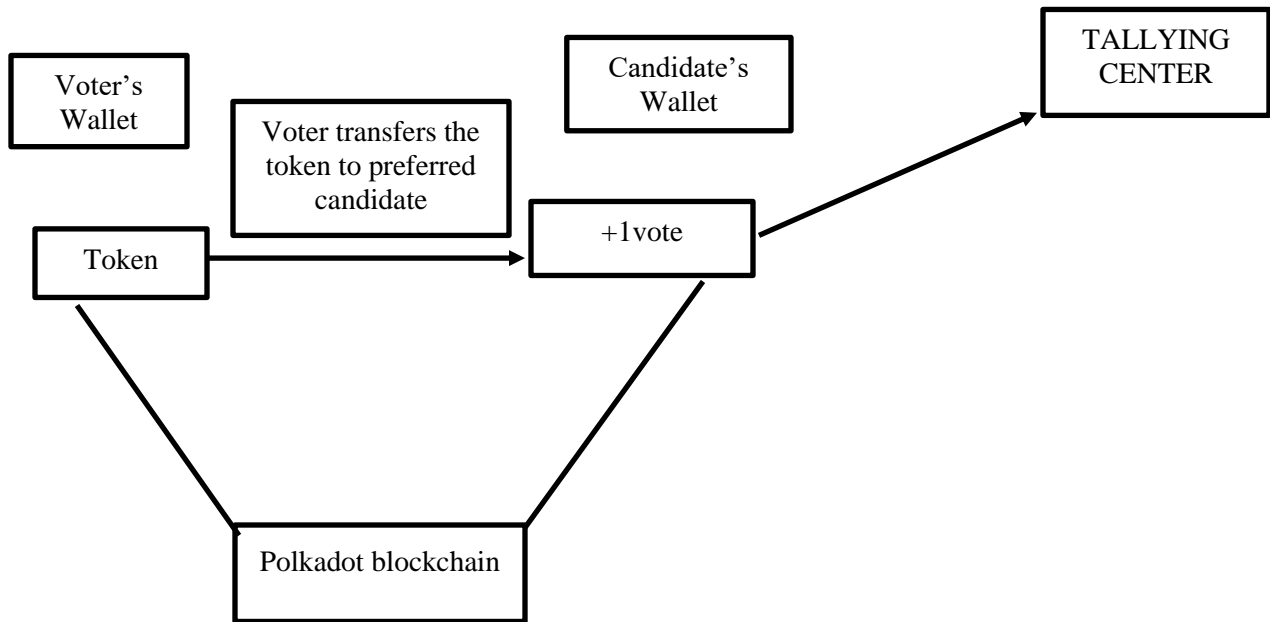 Voter’s
Wallet
Voter transfers the
token to preferred
candidate
Candidate’s
Wallet
TALLYING
CENTER
Token
+1vote
Polkadot blockchain